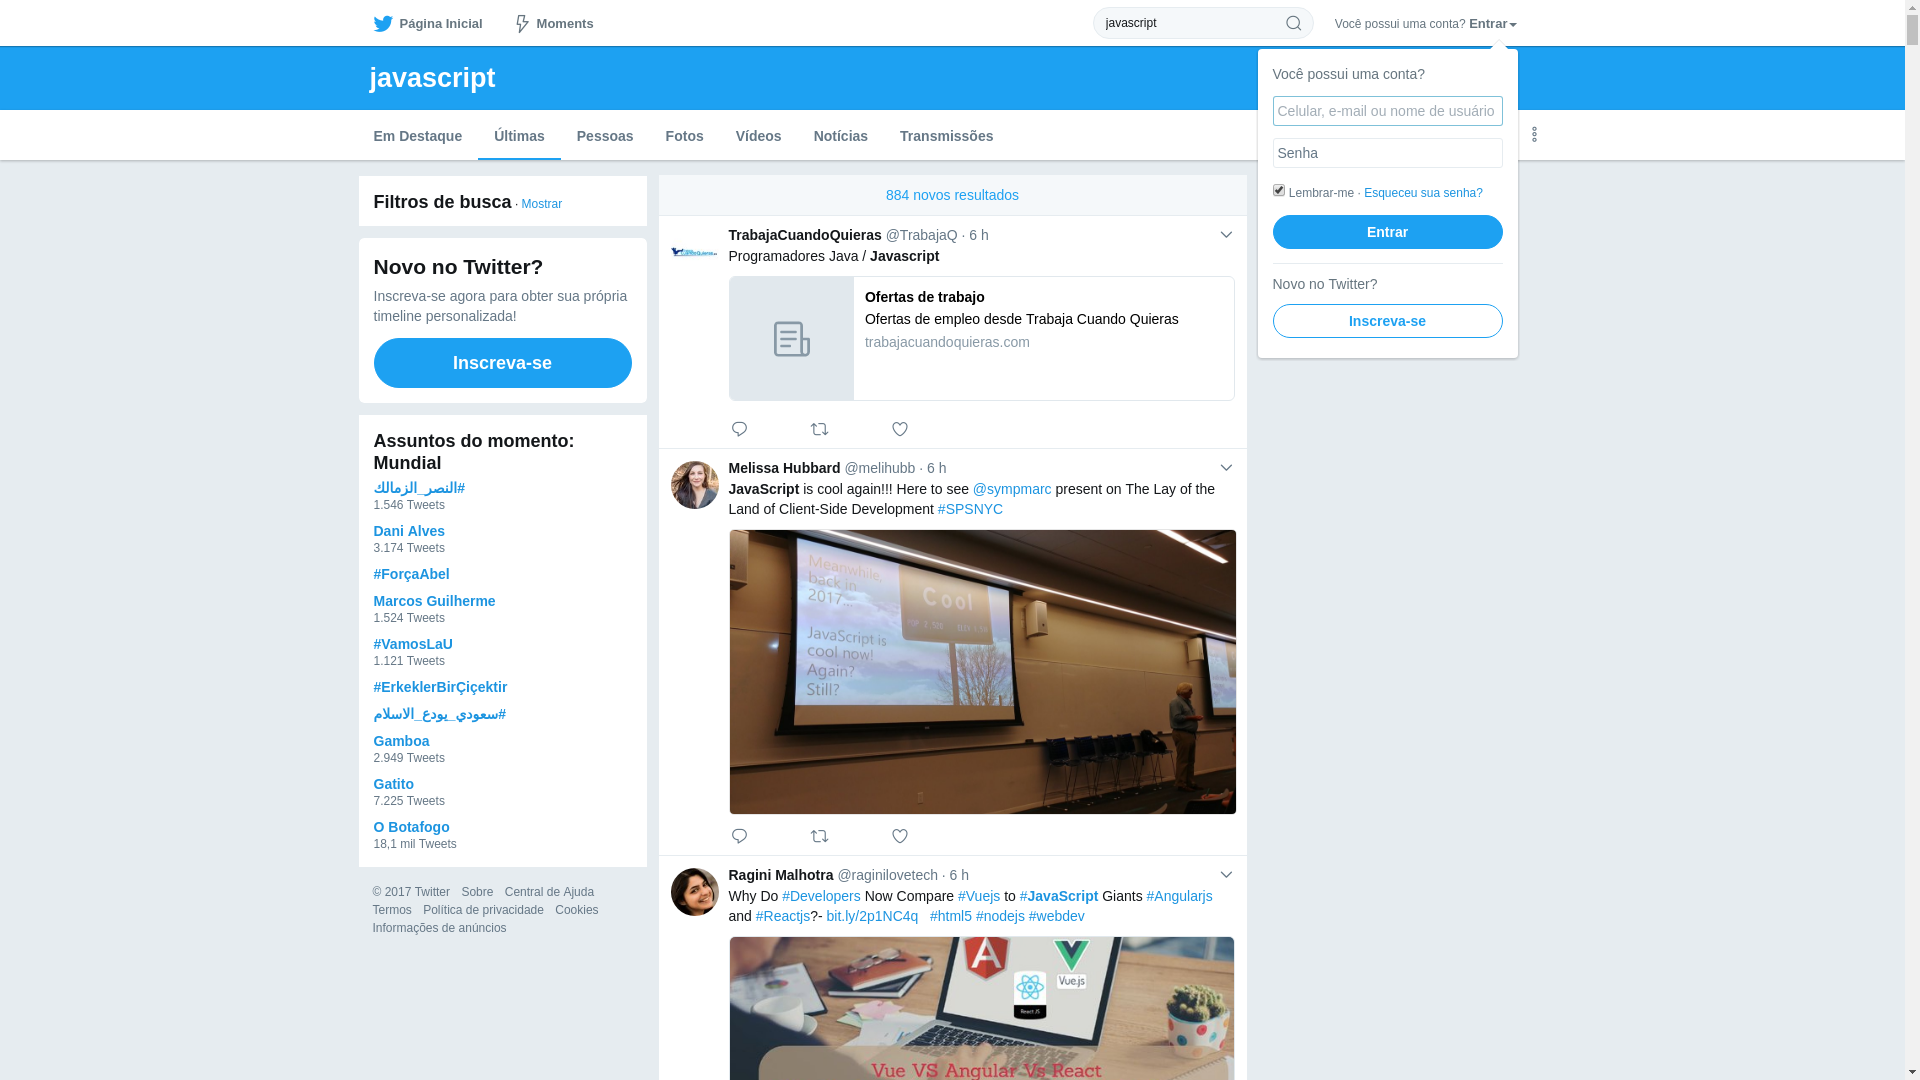 Página Inicial
Moments
javascript
Você possui uma conta? Entrar
javascript
Em Destaque
Últimas
Pessoas
Fotos
Vídeos
Notícias
Transmissões
Você possui uma conta?
Celular, e-mail ou nome de usuário
Senha
Lembrar-me · Esqueceu sua senha?
Entrar
Novo no Twitter?
Inscreva-se
Filtros de busca · Mostrar
Novo no Twitter?
Inscreva-se agora para obter sua própria
timeline personalizada!
Inscreva-se
Assuntos do momento:
Mundial
#النصر_الزمالك
1.546 Tweets
Dani Alves
3.174 Tweets
#ForçaAbel
Marcos Guilherme
1.524 Tweets
#VamosLaU
1.121 Tweets
#ErkeklerBirÇiçektir
#سعودي_يودع_الاسلام
Gamboa
2.949 Tweets
Gatito
7.225 Tweets
O Botafogo
18,1 mil Tweets
© 2017 Twitter Sobre Central de Ajuda
Termos Política de privacidade Cookies
Informações de anúncios
884 novos resultados
TrabajaCuandoQuieras @TrabajaQ · 6 h
Programadores Java / Javascript
Ofertas de trabajo
Ofertas de empleo desde Trabaja Cuando Quieras
trabajacuandoquieras.com
Melissa Hubbard @melihubb · 6 h
JavaScript is cool again!!! Here to see @sympmarc present on The Lay of the
Land of Client-Side Development #SPSNYC
Meanwhile,
back in
2017...
Cool
JavaScript is
cool now!
Again?
Still?
Ragini Malhotra @raginilovetech · 6 h
Why Do #Developers Now Compare #Vuejs to #JavaScript Giants #Angularjs
and #Reactjs?- bit.ly/2p1NC4q #html5 #nodejs #webdev
Vue.js
React JS
Vue VS Angular Vs React